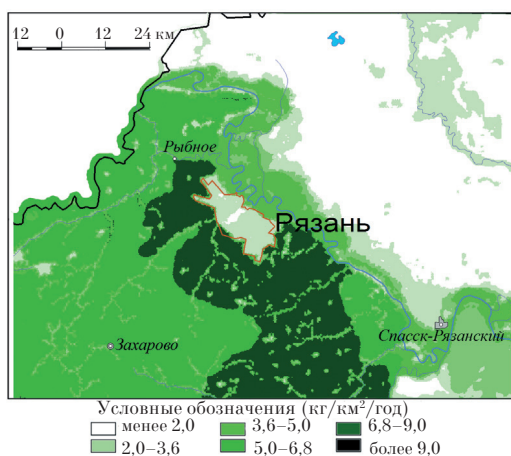 12 0 12 24 км
Рыбное
Рязань
Спасск-Рязанский
Захарово
Условные обозначения (кг/км²/год)
менее 2,0 3,6–5,0 6,8–9,0
2,0–3,6 5,0–6,8 более 9,0